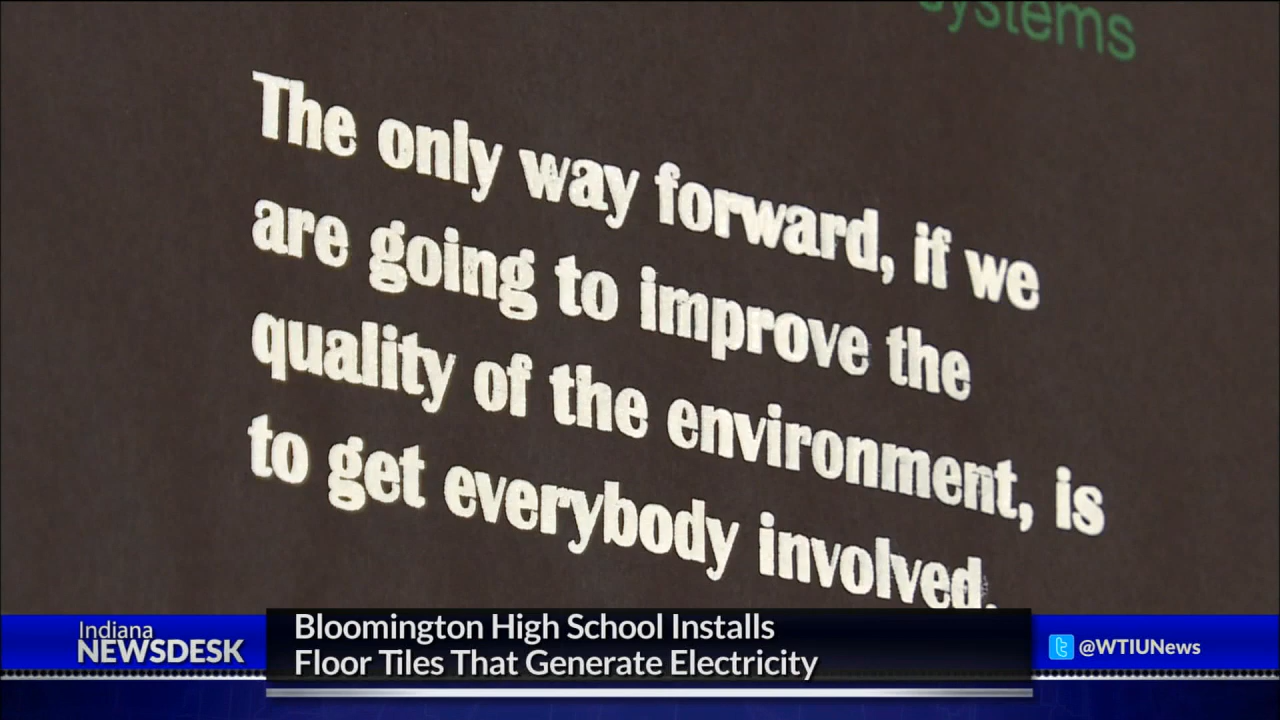 systems
The only way forward, if we
are going to improve the
quality of the environment, is
to get everybody involved.
Indiana
NEWSDESK
Bloomington High School Installs
Floor Tiles That Generate Electricity
@WTIUNews